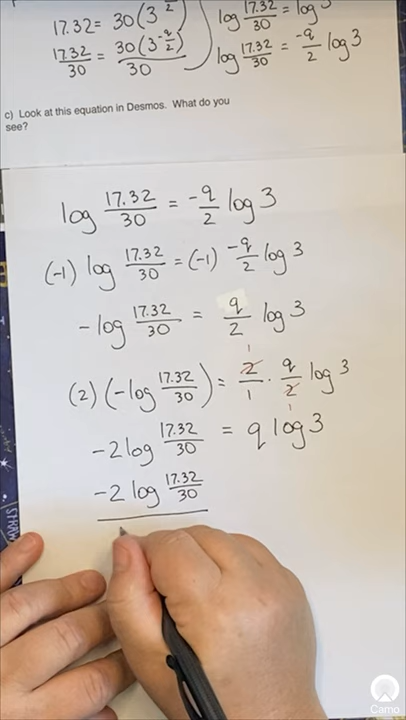 17.32 = 30(3^-q/2) log 17.32/30 = log 3
17.32/30 = 30(3^-q/2)/30 log 17.32/30 = -q/2 log 3
c) Look at this equation in Desmos. What do you
see?
log 17.32/30 = -q/2 log 3
(-1) log 17.32/30 = (-1) -q/2 log 3
-log 17.32/30 = q/2 log 3
(2)(-log 17.32/30) = 2/1 · q/2 log 3
-2 log 17.32/30 = q log 3
-2 log 17.32/30
STRAW
Camo